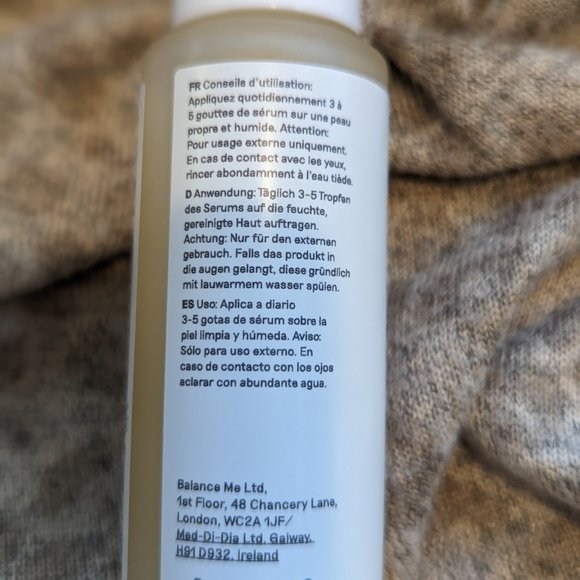 FR Conseils d'utilisation:
Appliquez quotidiennement 3 à
5 gouttes de sérum sur une peau
propre et humide. Attention:
Pour usage externe uniquement.
En cas de contact avec les yeux,
rincer abondamment à l'eau tiède.
D Anwendung: Täglich 3-5 Tropfen
des Serums auf die feuchte,
gereinigte Haut auftragen.
Achtung: Nur für den externen
gebrauch. Falls das produkt in
die augen gelangt, diese gründlich
mit lauwarmem wasser spülen.
ES Uso: Aplica a diario
3-5 gotas de sérum sobre la
piel limpia y húmeda. Aviso:
Sólo para uso externo. En
caso de contacto con los ojos
aclarar con abundante agua.
Balance Me Ltd,
1st Floor, 48 Chancery Lane,
London, WC2A 1JF/
Med-Di-Dia Ltd, Galway,
H91 D932, Ireland